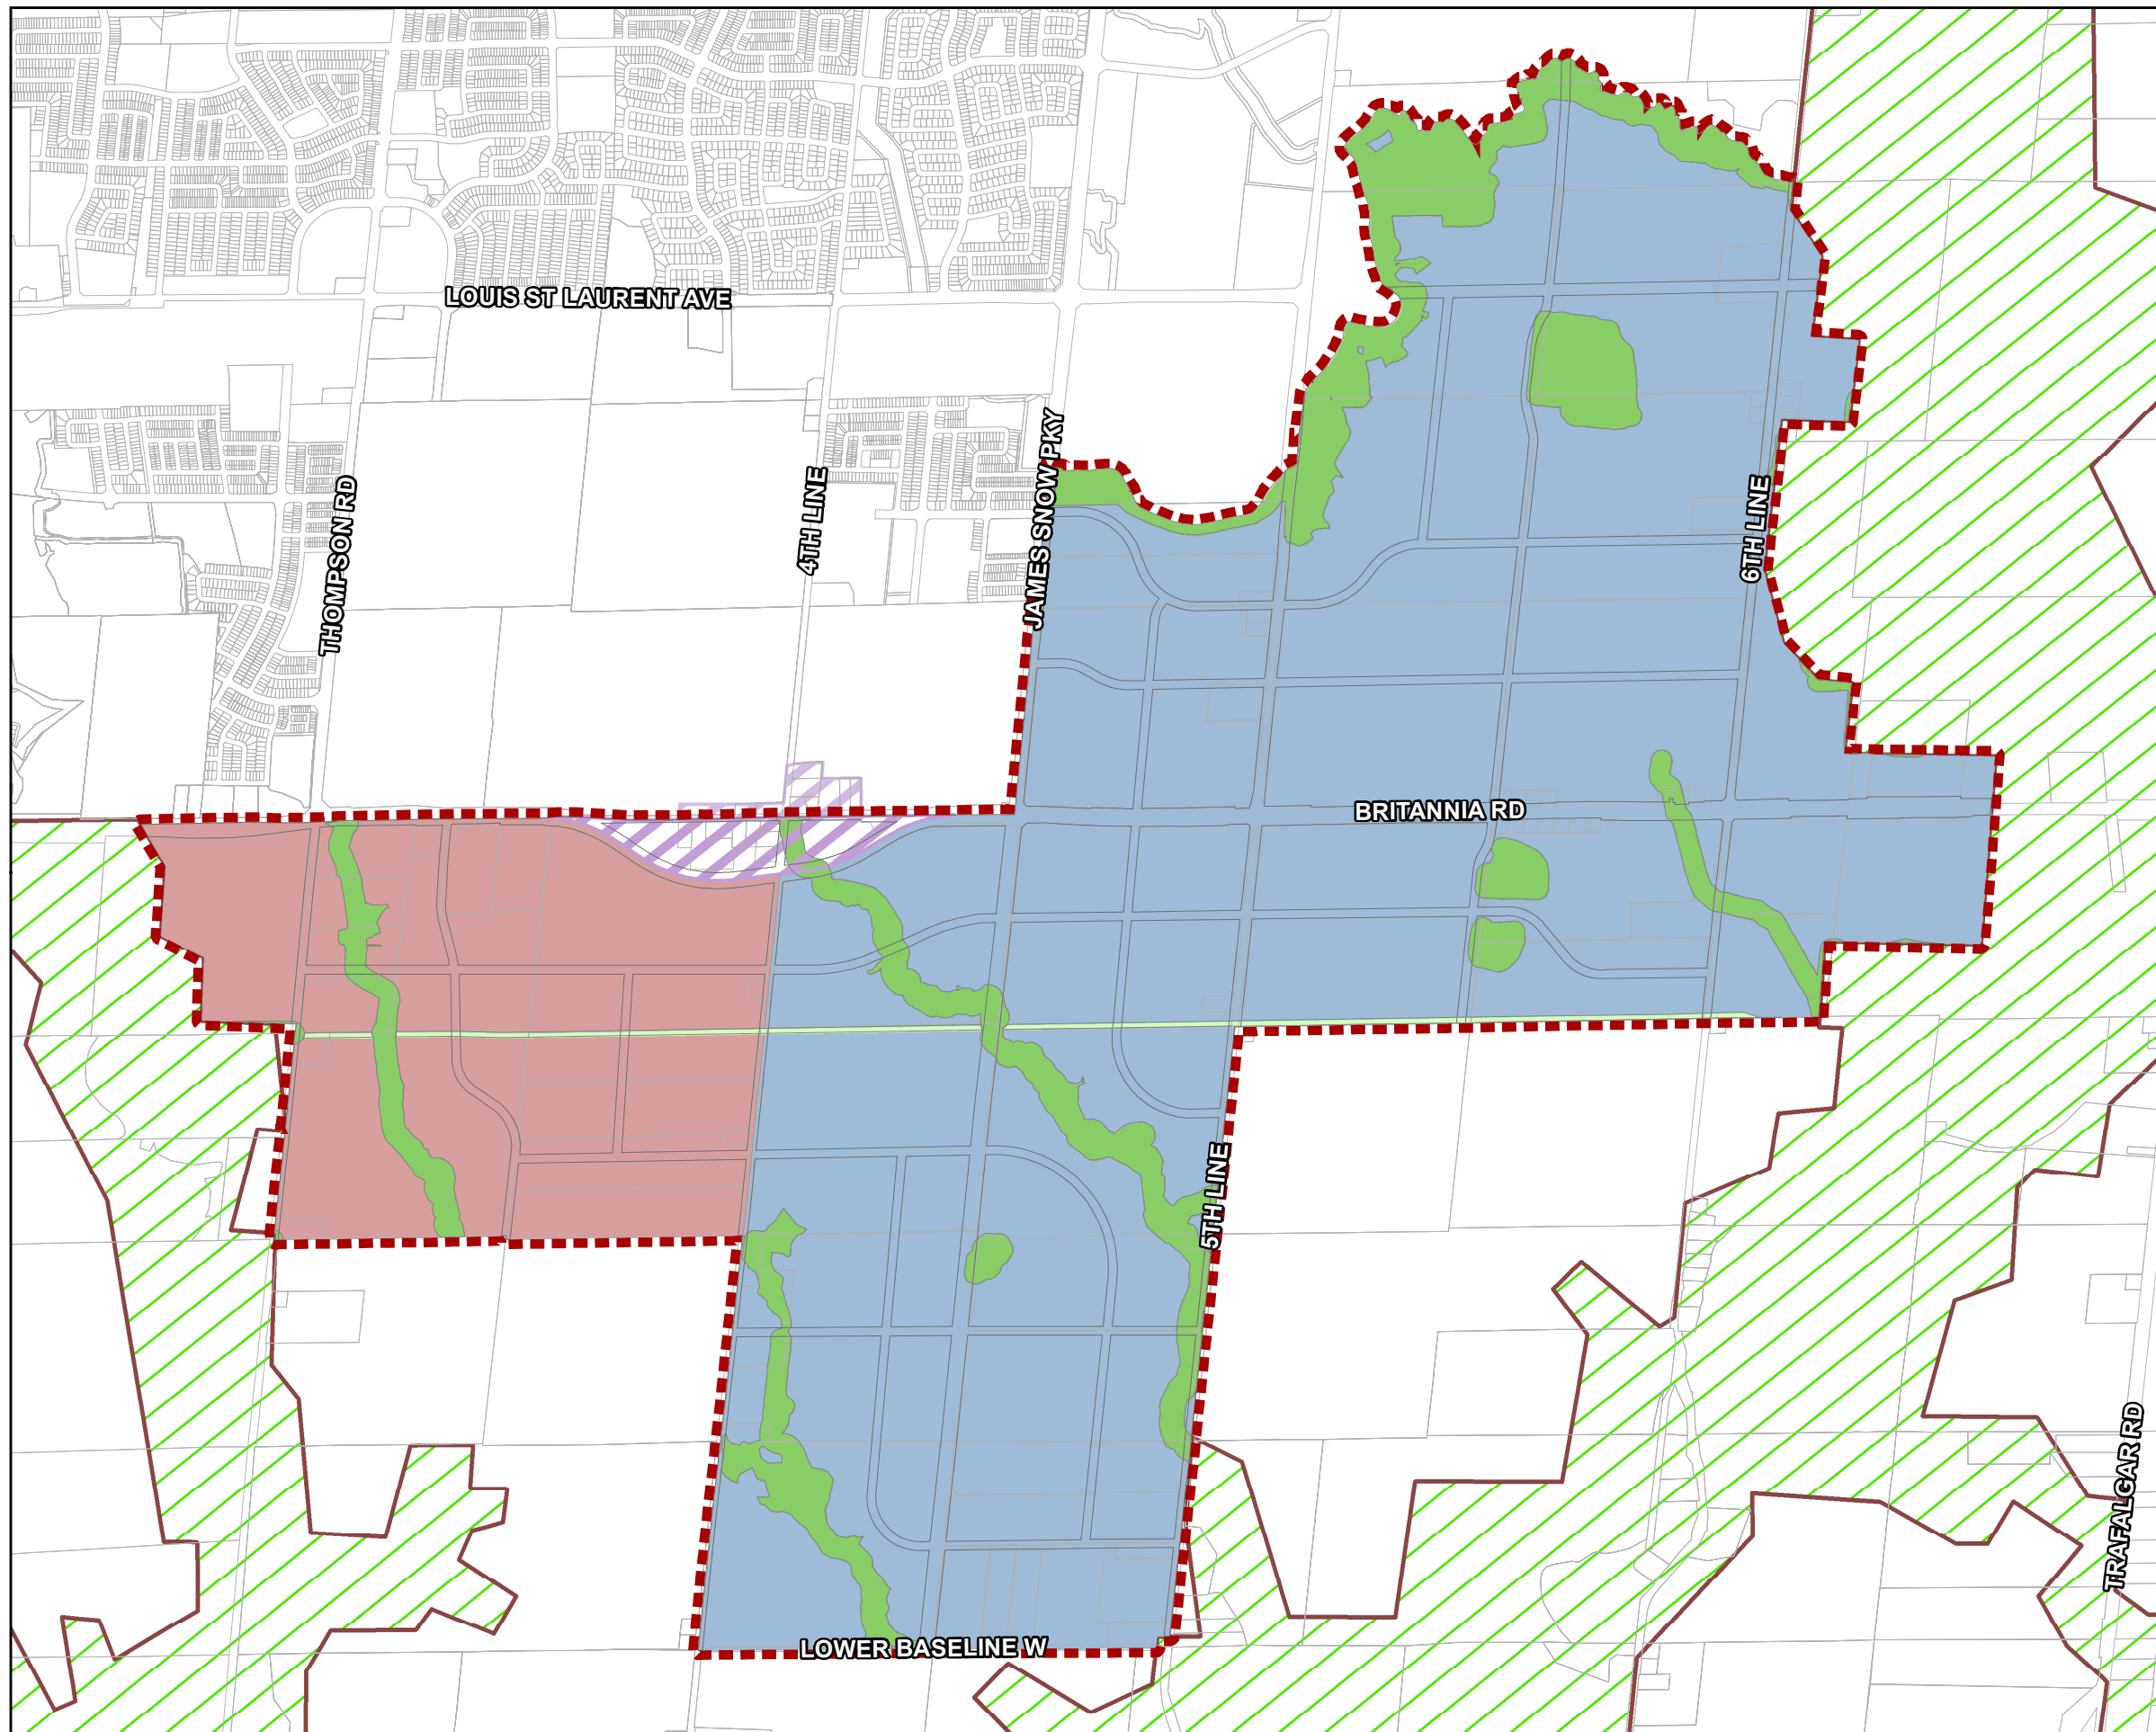 LOUIS ST LAURENT AVE
THOMPSON RD
4TH LINE
JAMES SNOW PKY
6TH LINE
BRITANNIA RD
5TH LINE
TRAFALGAR RD
LOWER BASELINE W